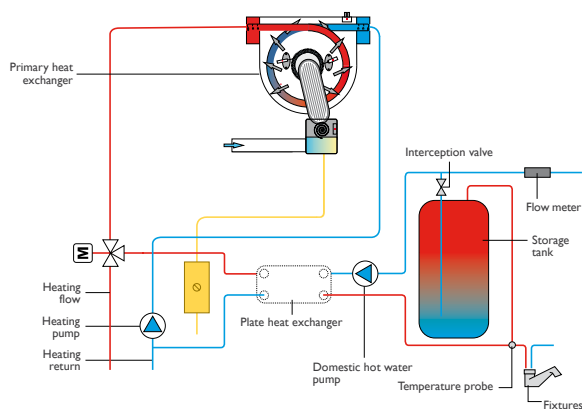 Primary heat
exchanger
Interception valve
Flow meter
Storage
tank
M
Heating
flow
Heating
pump
Heating
return
Plate heat exchanger
Domestic hot water
pump
Temperature probe
Fixtures